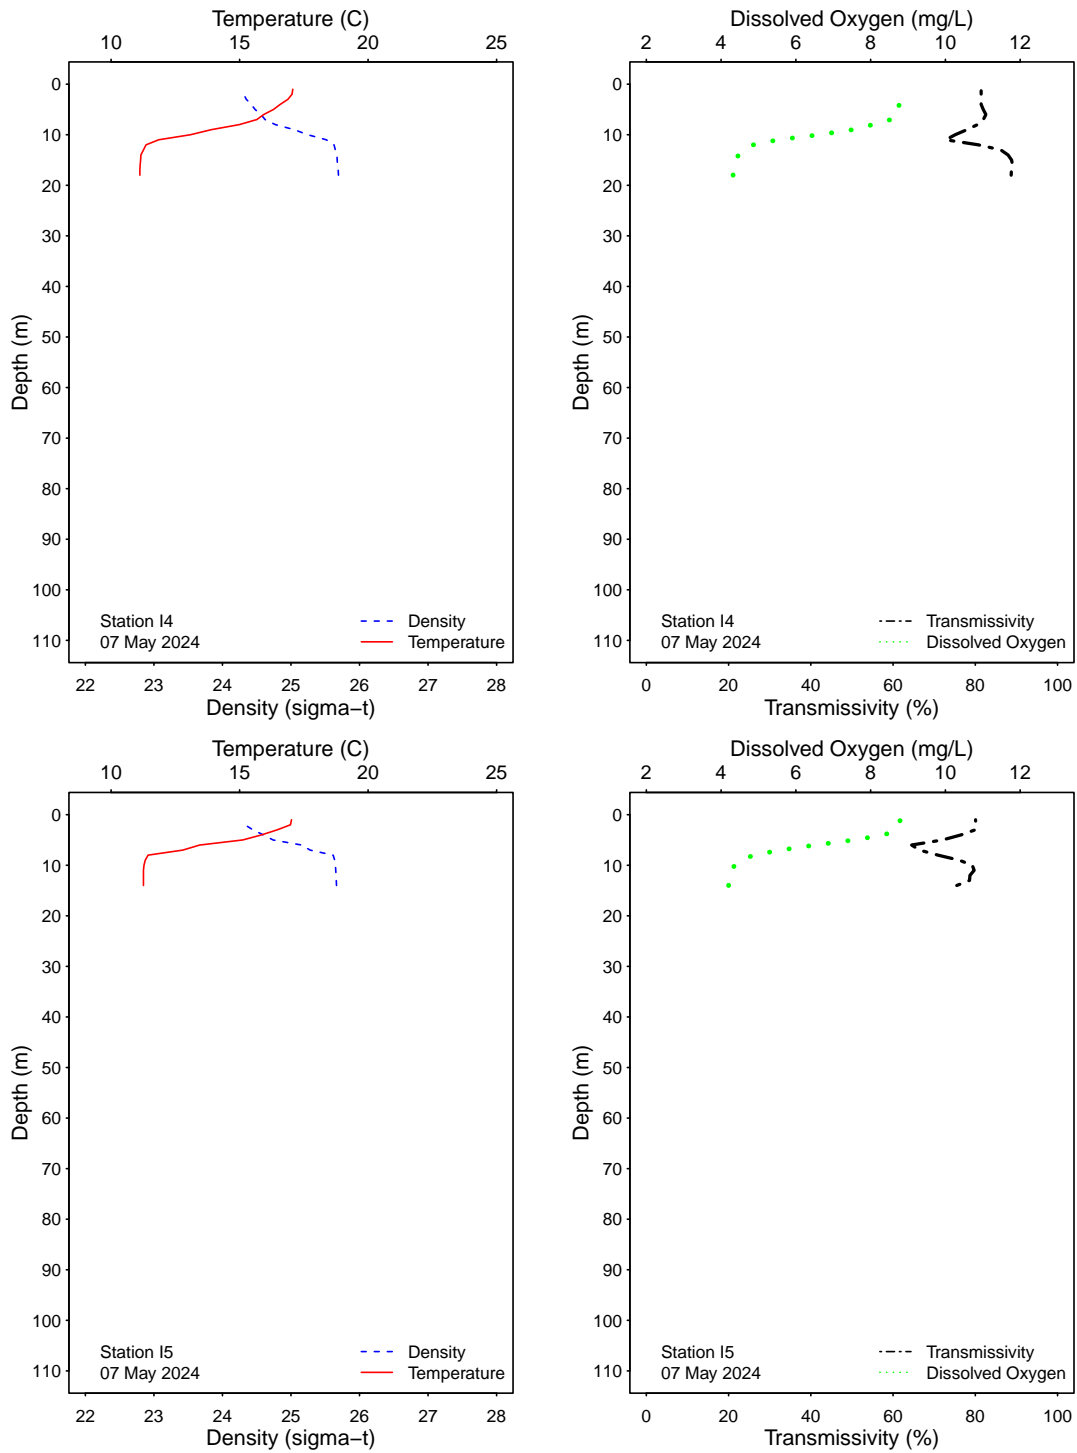 Temperature (C)
10 15 20 25
0
10
20
30
40
50
60
70
80
90
100
110
Depth (m)
Station I4
07 May 2024
Density
Temperature
22 23 24 25 26 27 28
Density (sigma−t)
Dissolved Oxygen (mg/L)
2 4 6 8 10 12
0
10
20
30
40
50
60
70
80
90
100
110
Depth (m)
Station I4
07 May 2024
Transmissivity
Dissolved Oxygen
0 20 40 60 80 100
Transmissivity (%)
Temperature (C)
10 15 20 25
0
10
20
30
40
50
60
70
80
90
100
110
Depth (m)
Station I5
07 May 2024
Density
Temperature
22 23 24 25 26 27 28
Density (sigma−t)
Dissolved Oxygen (mg/L)
2 4 6 8 10 12
0
10
20
30
40
50
60
70
80
90
100
110
Depth (m)
Station I5
07 May 2024
Transmissivity
Dissolved Oxygen
0 20 40 60 80 100
Transmissivity (%)